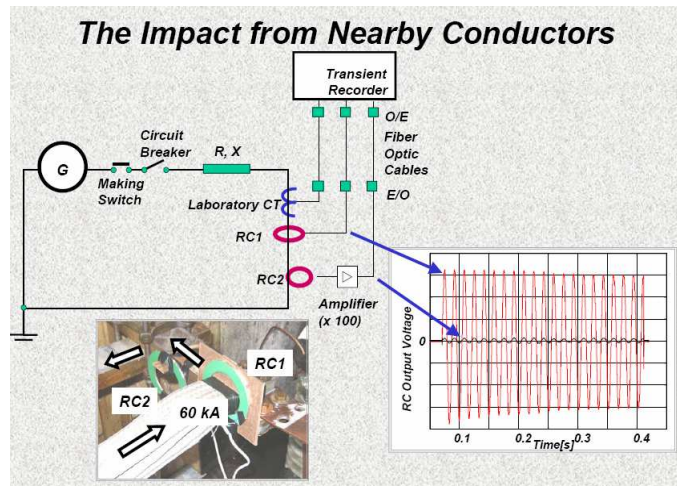 The Impact from Nearby Conductors
Transient
Recorder
O/E
Fiber
Optic
Cables
E/O
Circuit
Breaker
R, X
G
Making
Switch
Laboratory CT
RC1
RC2
Amplifier
(x 100)
RC1
RC2
60 kA
RC Output Voltage
0
0.1
0.2
Time[s]
0.3
0.4